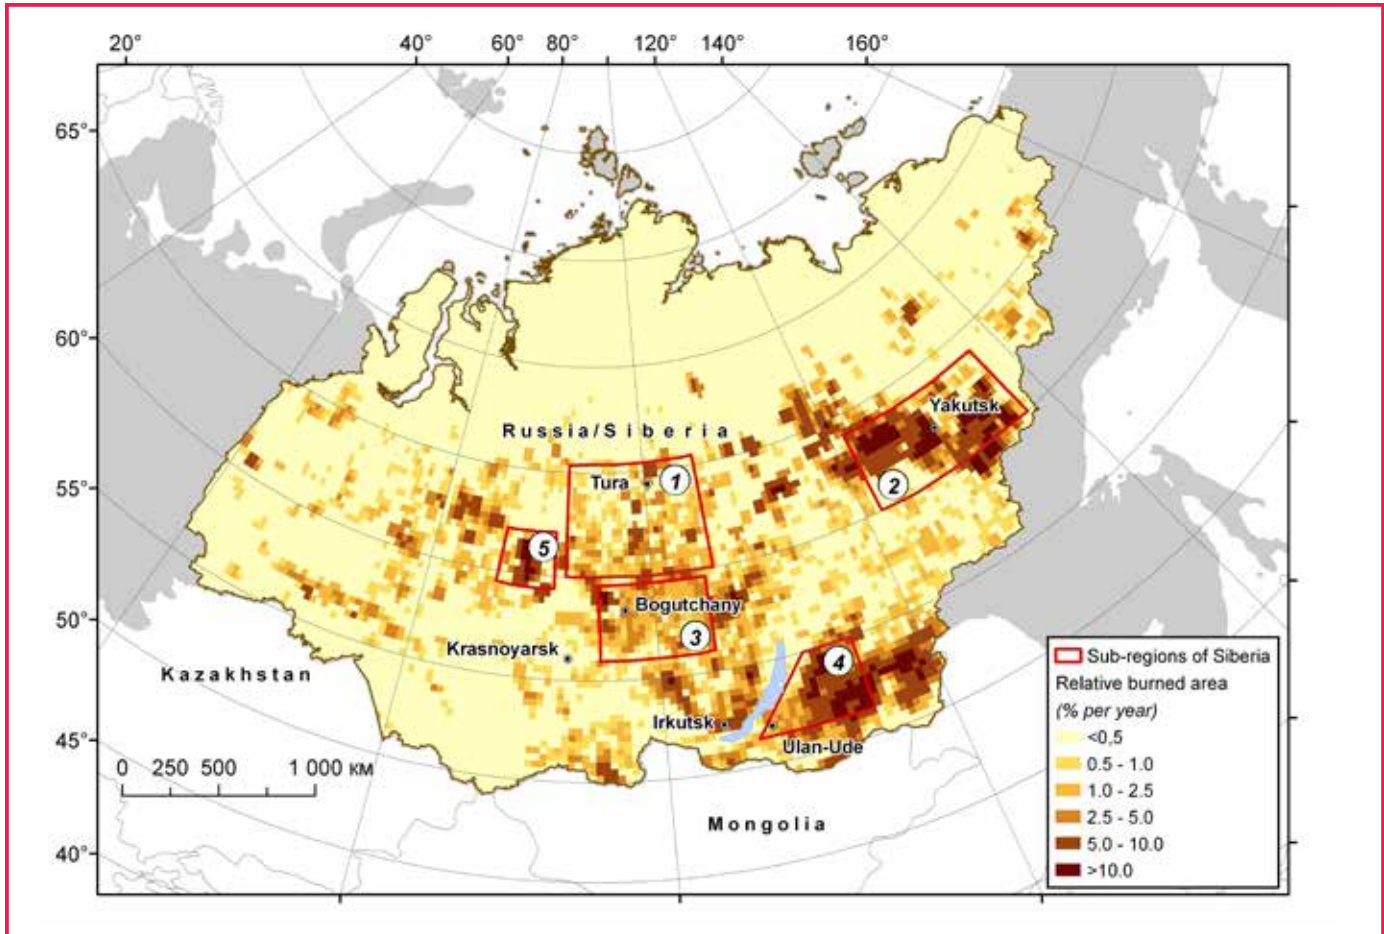 20° 40° 60° 80° 120° 140° 160°
65°
60°
55°
50°
45°
40°
Russia/Siberia
Yakutsk
Tura
1
2
5
Bogutchany
3
Krasnoyarsk
4
Kazakhstan
Irkutsk
Ulan-Ude
Mongolia
0 250 500 1 000 км
Sub-regions of Siberia
Relative burned area
(% per year)
<0,5
0.5 - 1.0
1.0 - 2.5
2.5 - 5.0
5.0 - 10.0
>10.0